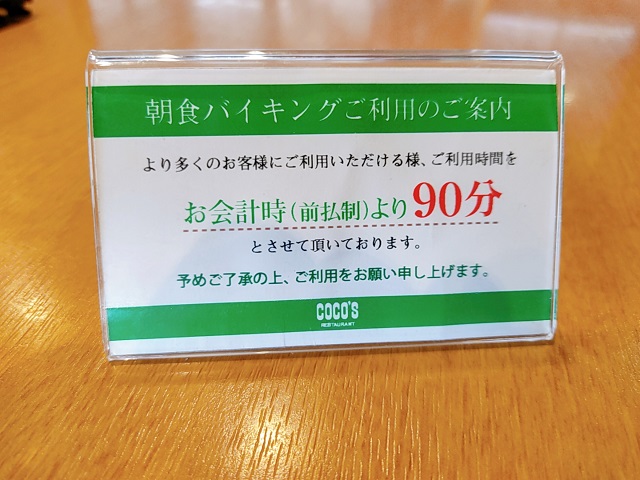 朝食バイキングご利用のご案内
より多くのお客様にご利用いただける様、ご利用時間を
お会計時(前払制)より90分
とさせて頂いております。
予めご了承の上、ご利用をお願い申し上げます。
COCO'S
RESTAURANT